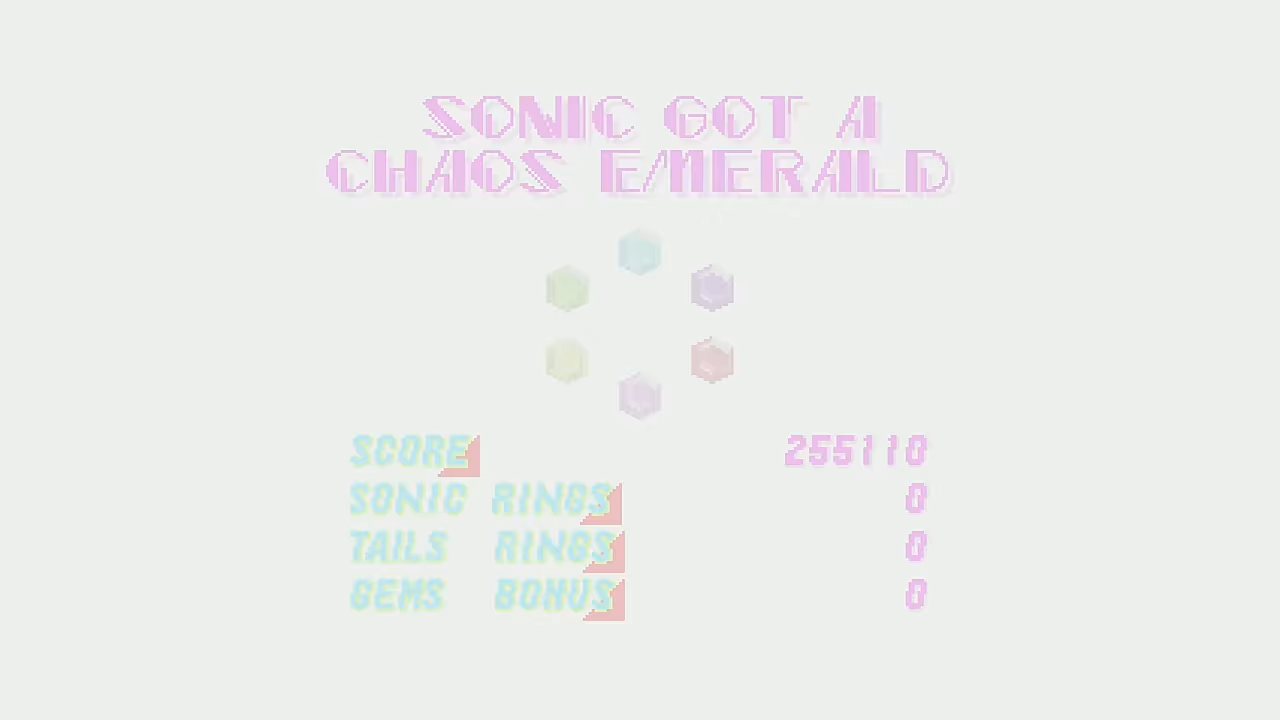 SONIC GOT A
CHAOS EMERALD
SCORE 255110
SONIC RINGS 0
TAILS RINGS 0
GEMS BONUS 0